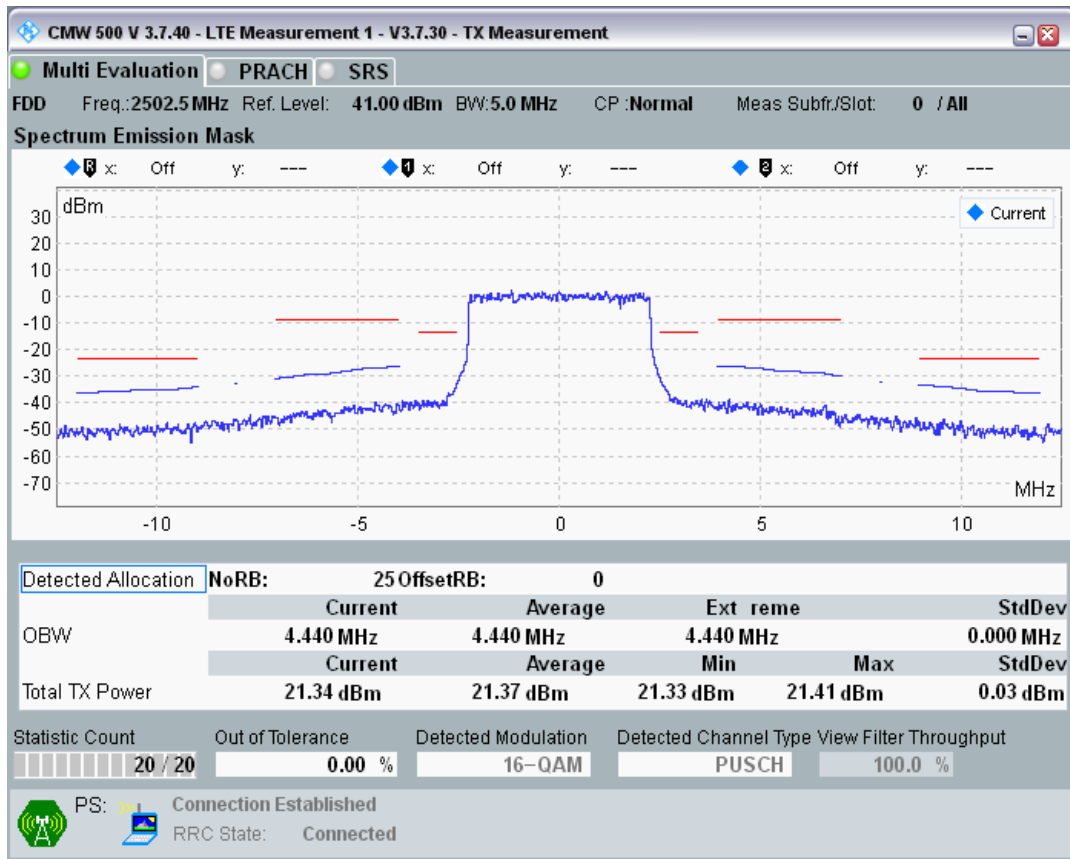 CMW 500 V 3.7.40 - LTE Measurement 1 - V3.7.30 - TX Measurement
Multi Evaluation PRACH SRS
FDD Freq.:2502.5 MHz Ref. Level: 41.00 dBm BW:5.0 MHz CP :Normal Meas Subfr./Slot: 0 / All
Spectrum Emission Mask
R x: Off y: --- 1 x: Off y: --- 2 x: Off y: ---
dBm
Current
30
20
10
0
-10
-20
-30
-40
-50
-60
-70
MHz
-10 -5 0 5 10
Detected Allocation NoRB: 25 OffsetRB: 0
Current Average Ext reme StdDev
OBW 4.440 MHz 4.440 MHz 4.440 MHz 0.000 MHz
Current Average Min Max StdDev
Total TX Power 21.34 dBm 21.37 dBm 21.33 dBm 21.41 dBm 0.03 dBm
Statistic Count Out of Tolerance Detected Modulation Detected Channel Type View Filter Throughput
20 / 20 0.00 % 16-QAM PUSCH 100.0 %
PS: Connection Established
RRC State: Connected